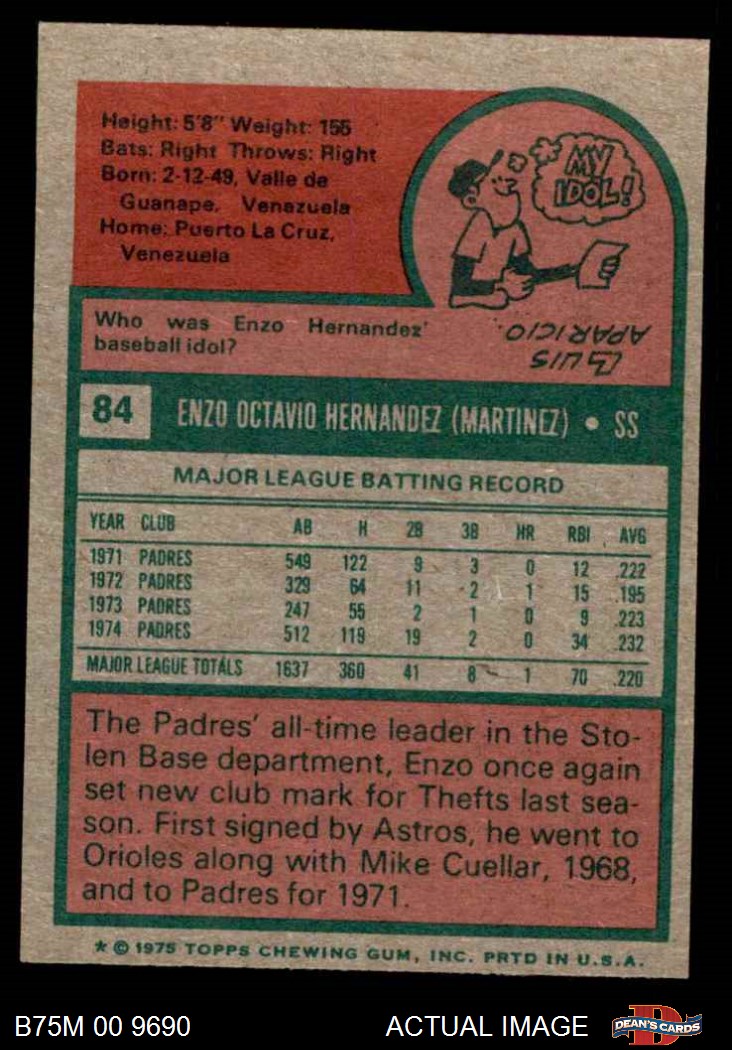 Height: 5'8" Weight: 155
Bats: Right Throws: Right
Born: 2-12-49, Valle de
Guanape, Venezuela
Home: Puerto La Cruz,
Venezuela
MY
IDOL!
Who was Enzo Hernandez'
baseball idol?
LUIS
APARICIO
84 ENZO OCTAVIO HERNANDEZ (MARTINEZ) • SS
MAJOR LEAGUE BATTING RECORD
YEAR CLUB AB H 2B 3B HR RBI AVG
1971 PADRES 549 122 9 3 0 12 .222
1972 PADRES 329 64 11 2 1 15 .195
1973 PADRES 247 55 2 1 0 9 .223
1974 PADRES 512 119 19 2 0 34 .232
MAJOR LEAGUE TOTALS 1637 360 41 8 1 70 .220
The Padres' all-time leader in the Sto-
len Base department, Enzo once again
set new club mark for Thefts last sea-
son. First signed by Astros, he went to
Orioles along with Mike Cuellar, 1968,
and to Padres for 1971.
* © 1975 TOPPS CHEWING GUM, INC. PRTD IN U.S.A.
B75M 00 9690 ACTUAL IMAGE
D
DEAN'S CARDS